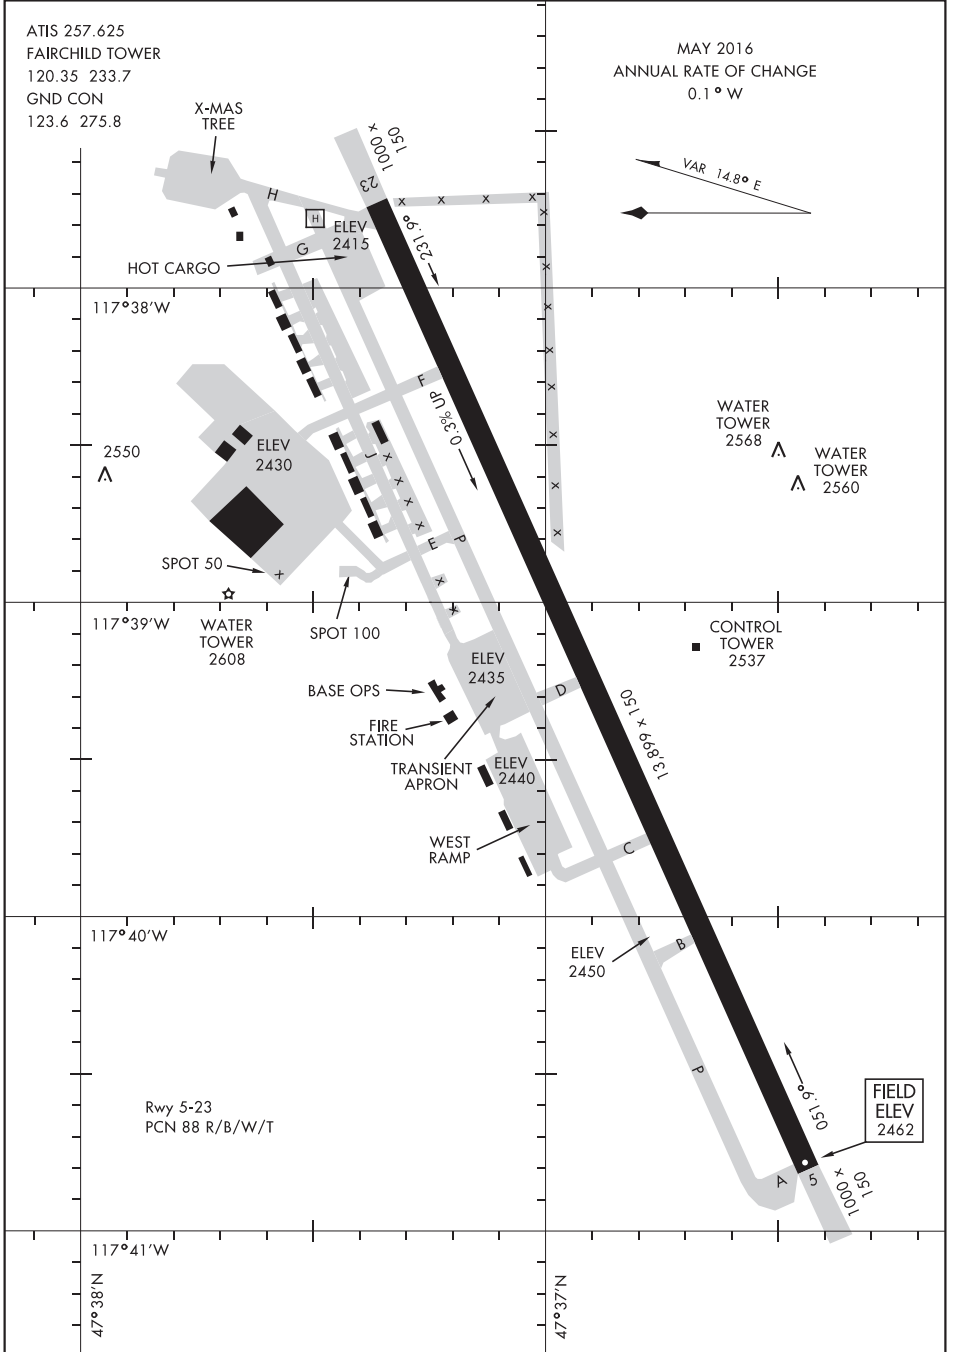 ATIS 257.625
FAIRCHILD TOWER
120.35 233.7
GND CON
123.6 275.8
MAY 2016
ANNUAL RATE OF CHANGE
0.1° W
VAR 14.8° E
X-MAS
TREE
1000 x
150
23
H
H
ELEV
2415
G
231.9°
HOT CARGO
x x x x
x
x
x
x
x
x
x
x
117°38'W
F
0.3% UP
WATER
TOWER
2568
WATER
TOWER
2560
2550
ELEV
2430
J
x
x
x
x
E
P
SPOT 50
x
x
x
117°39'W
WATER
TOWER
2608
SPOT 100
CONTROL
TOWER
2537
ELEV
2435
BASE OPS
D
13,899 x 150
FIRE
STATION
TRANSIENT
APRON
ELEV
2440
WEST
RAMP
C
117°40'W
ELEV
2450
B
P
Rwy 5-23
PCN 88 R/B/W/T
051.9°
FIELD
ELEV
2462
A
5
1000 x
150
117°41'W
47°38'N
47°37'N